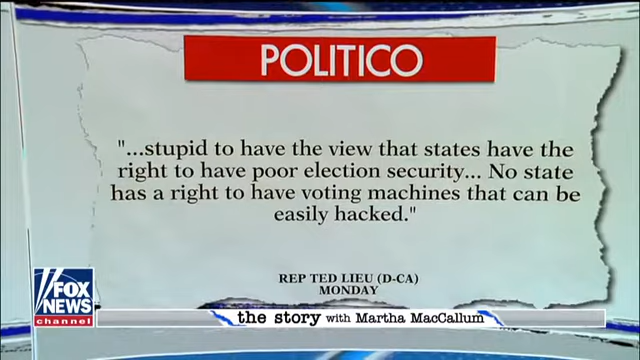 POLITICO
"...stupid to have the view that states have the
right to have poor election security... No state
has a right to have voting machines that can be
easily hacked."
REP TED LIEU (D-CA)
MONDAY
FOX
NEWS
channel
the story with Martha MacCallum